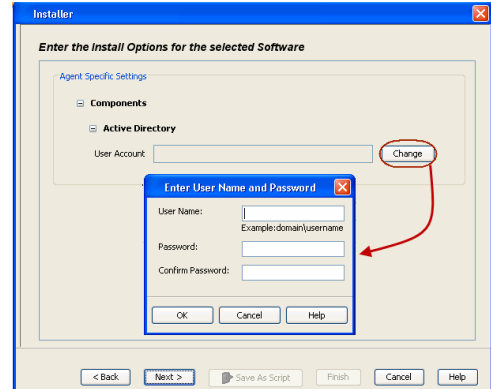 Installer
Enter the Install Options for the selected Software
Agent Specific Settings
Components
Active Directory
User Account
Change
Enter User Name and Password
User Name:
Example:domain\username
Password:
Confirm Password:
OK Cancel Help
< Back Next > Save As Script Finish Cancel Help